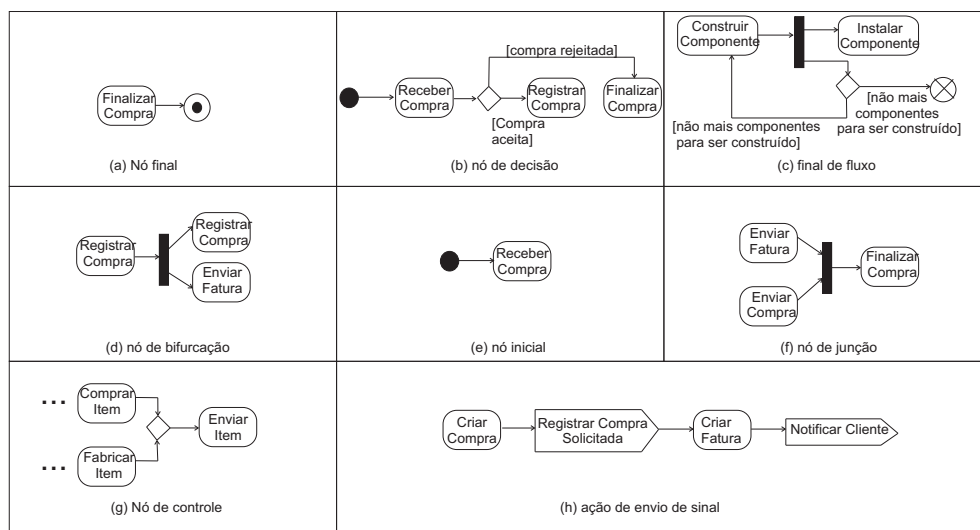 Finalizar
Compra
(a) Nó final
[compra rejeitada]
Receber
Compra
Registrar
Compra
Finalizar
Compra
[Compra
aceita]
(b) nó de decisão
Construir
Componente
Instalar
Componente
[não mais
componentes
para ser construído]
[não mais componentes
para ser construído]
(c) final de fluxo
Registrar
Compra
Registrar
Compra
Enviar
Fatura
(d) nó de bifurcação
Receber
Compra
(e) nó inicial
Enviar
Fatura
Enviar
Compra
Finalizar
Compra
(f) nó de junção
... Comprar
Item
... Fabricar
Item
Enviar
Item
(g) Nó de controle
Criar
Compra
Registrar Compra
Solicitada
Criar
Fatura
Notificar Cliente
(h) ação de envio de sinal